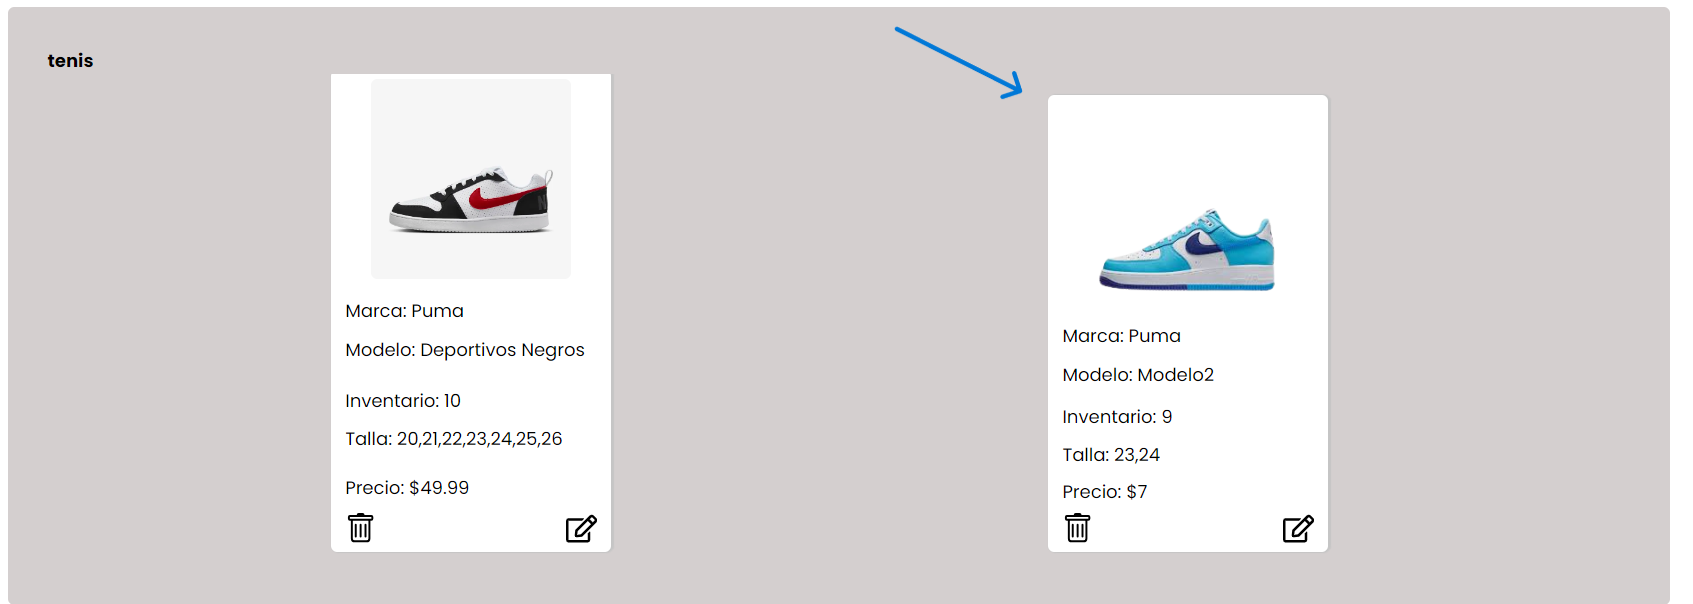 tenis
Marca: Puma
Modelo: Deportivos Negros
Inventario: 10
Talla: 20,21,22,23,24,25,26
Precio: $49.99
Marca: Puma
Modelo: Modelo2
Inventario: 9
Talla: 23,24
Precio: $7